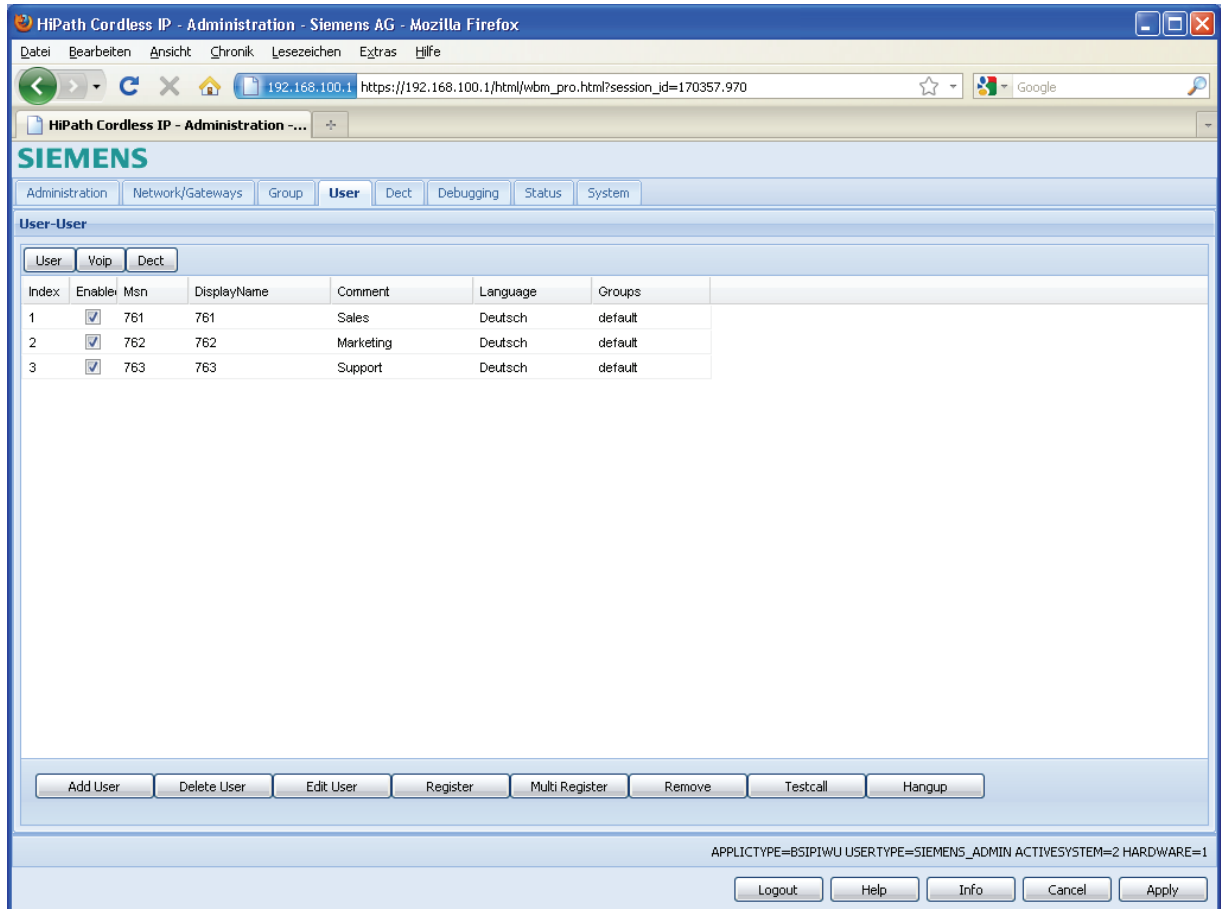 HiPath Cordless IP - Administration - Siemens AG - Mozilla Firefox
Datei Bearbeiten Ansicht Chronik Lesezeichen Extras Hilfe
192.168.100.1 https://192.168.100.1/html/wbm_pro.html?session_id=170357.970 Google
HiPath Cordless IP - Administration -...
SIEMENS
Administration Network/Gateways Group User Dect Debugging Status System
User-User
User Voip Dect
Index Enable Msn DisplayName Comment Language Groups
1 761 761 Sales Deutsch default
2 762 762 Marketing Deutsch default
3 763 763 Support Deutsch default
Add User Delete User Edit User Register Multi Register Remove Testcall Hangup
APPLICTYPE=BSIPIWU USERTYPE=SIEMENS_ADMIN ACTIVESYSTEM=2 HARDWARE=1
Logout Help Info Cancel Apply